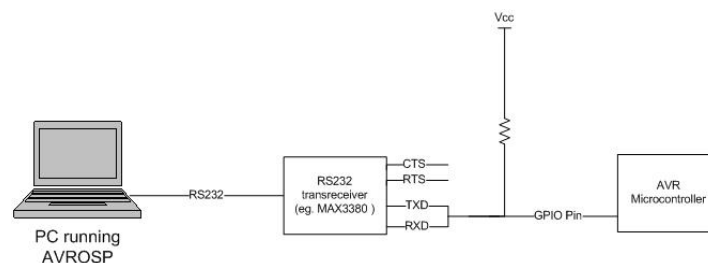 Vcc
CTS
RTS
TXD
RXD
RS232
RS232
transreceiver
(eg. MAX3380 )
GPIO Pin
AVR
Microcontroller
PC running
AVROSP